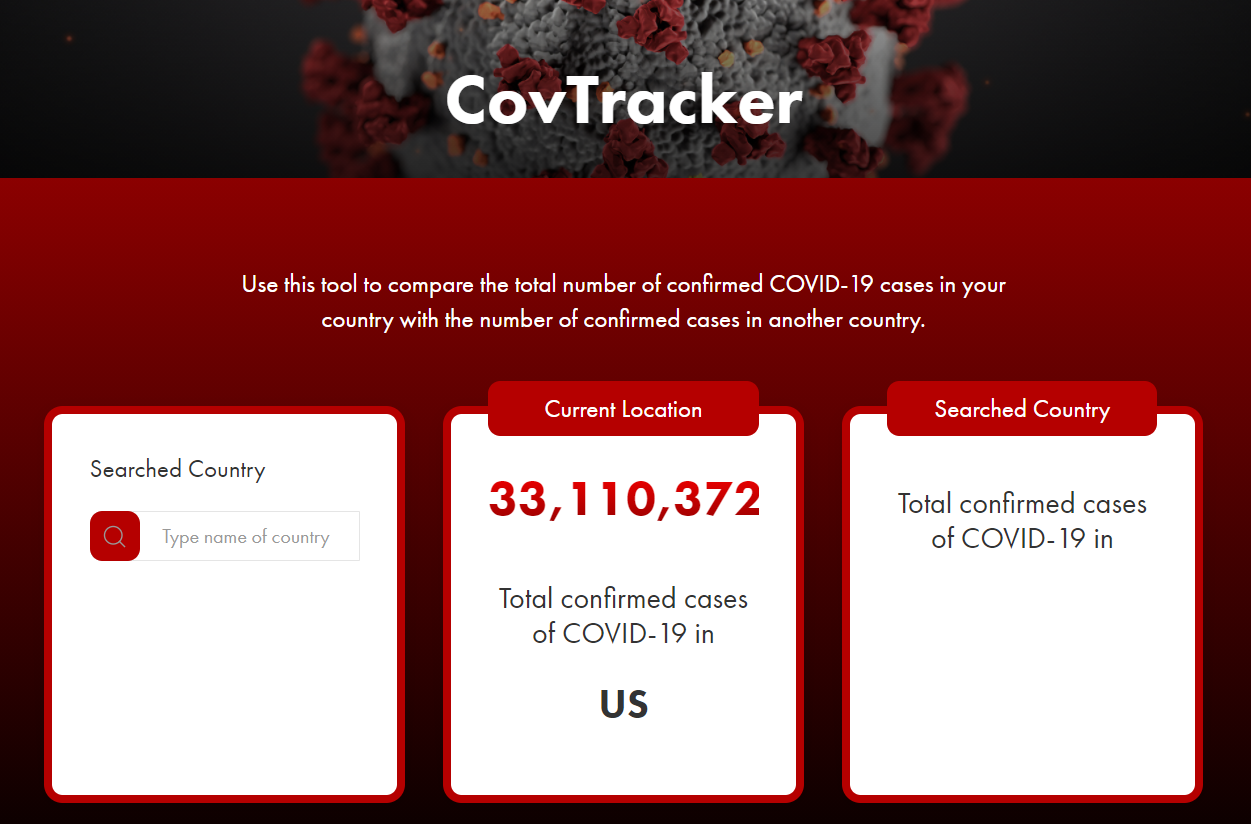 CovTracker
Use this tool to compare the total number of confirmed COVID-19 cases in your
country with the number of confirmed cases in another country.
Searched Country
Type name of country
Current Location
33,110,372
Total confirmed cases
of COVID-19 in
US
Searched Country
Total confirmed cases
of COVID-19 in